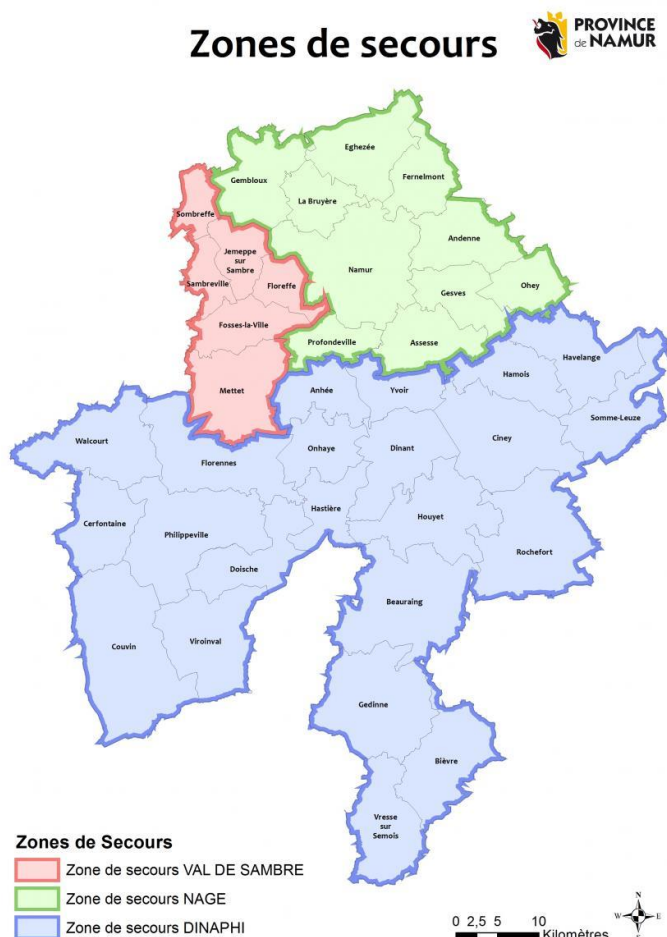 Zones de secours
PROVINCE
de NAMUR
Eghezée
Gembloux
Fernelmont
La Bruyère
Sombreffe
Andenne
Jemeppe
sur
Sambre
Namur
Sambreville
Floreffe
Gesves
Ohey
Fosses-la-Ville
Profondeville
Assesse
Havelange
Hamois
Mettet
Anhée
Yvoir
Somme-Leuze
Walcourt
Ciney
Onhaye
Dinant
Florennes
Hastière
Houyet
Cerfontaine
Philippeville
Rochefort
Doische
Beauraing
Couvin
Viroinval
Gedinne
Bièvre
Vresse
sur
Semois
Zones de Secours
Zone de secours VAL DE SAMBRE
Zone de secours NAGE
Zone de secours DINAPHI
0 2,5 5 10
Kilomètres
N
W E